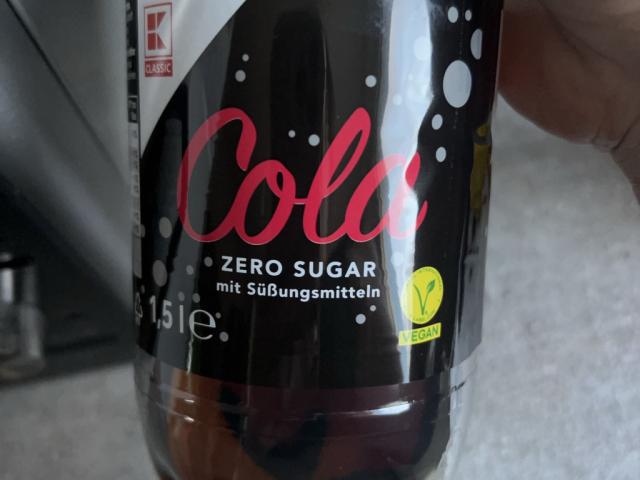 K
CLASSIC
Cola
ZERO SUGAR
mit Süßungsmitteln
1,5 l e
V
VEGAN